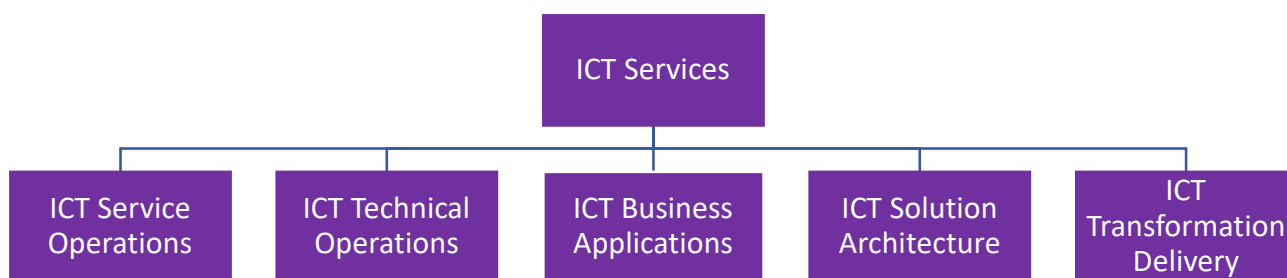 ICT Services
ICT Service
Operations
ICT Technical
Operations
ICT Business
Applications
ICT Solution
Architecture
ICT
Transformation
Delivery